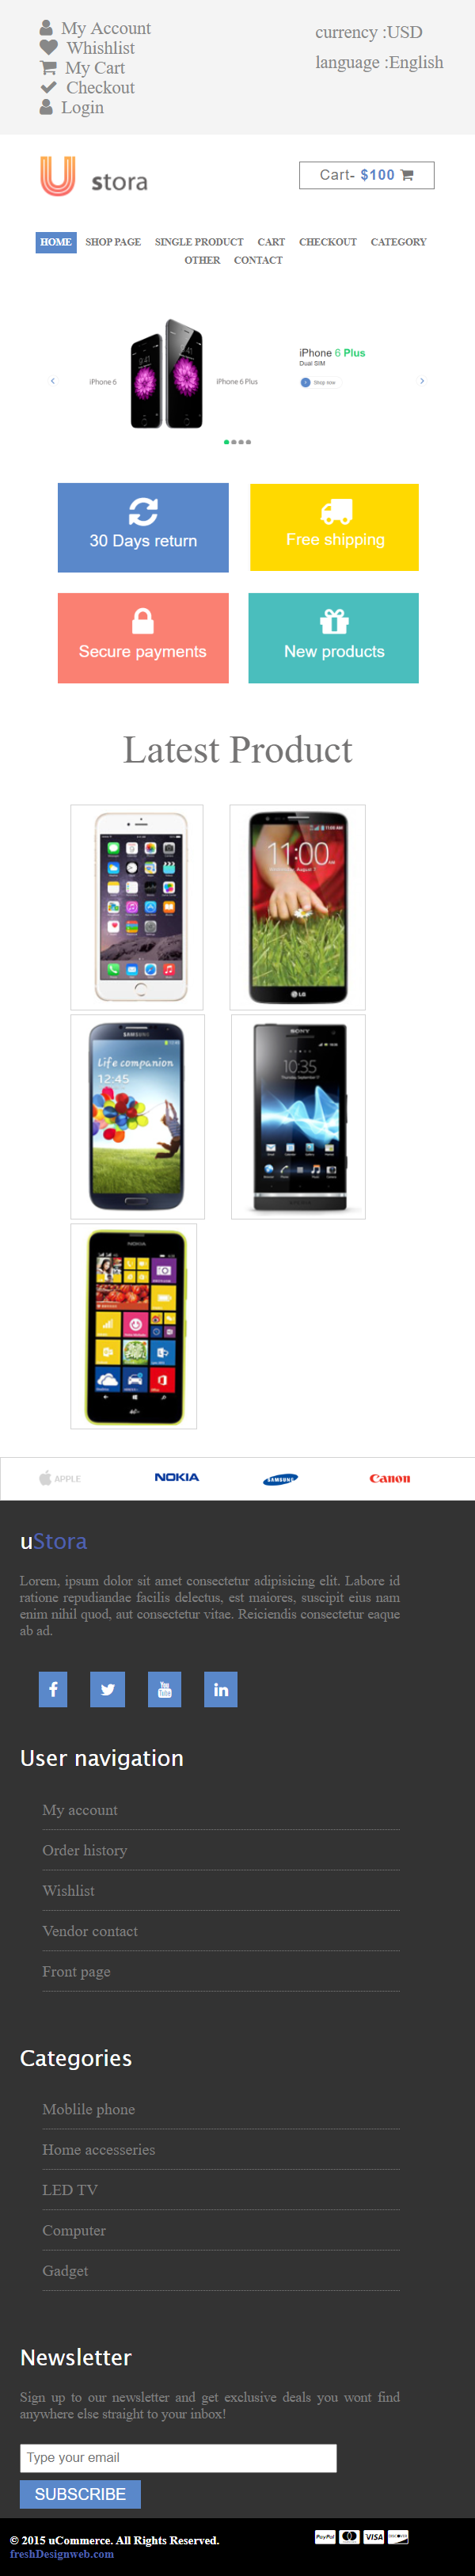 My Account
Whishlist
My Cart
Checkout
Login
currency :USD
language :English
U stora
Cart- $100
HOME SHOP PAGE SINGLE PRODUCT CART CHECKOUT CATEGORY
OTHER CONTACT
iPhone 6
iPhone 6 Plus
iPhone 6 Plus
Dual SIM
Shop now
30 Days return
Free shipping
Secure payments
New products
Latest Product
11:00
LG
SAMSUNG
Life companion
12:45
SONY
10:35
NOKIA
APPLE
NOKIA
SAMSUNG
Canon
uStora
Lorem, ipsum dolor sit amet consectetur adipisicing elit. Labore id
ratione repudiandae facilis delectus, est maiores, suscipit eius nam
enim nihil quod, aut consectetur vitae. Reiciendis consectetur eaque
ab ad.
f
You Tube
in
User navigation
My account
Order history
Wishlist
Vendor contact
Front page
Categories
Moblile phone
Home accesseries
LED TV
Computer
Gadget
Newsletter
Sign up to our newsletter and get exclusive deals you wont find
anywhere else straight to your inbox!
Type your email
SUBSCRIBE
© 2015 uCommerce. All Rights Reserved.
freshDesignweb.com
PayPal VISA